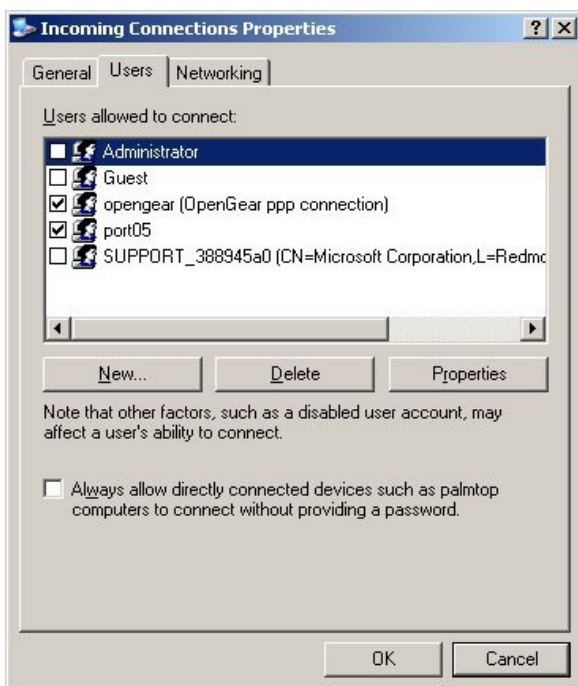 Incoming Connections Properties
General Users Networking
Users allowed to connect:
Administrator
Guest
opengear (OpenGear ppp connection)
port05
SUPPORT_388945a0 (CN=Microsoft Corporation,L=Redmo
New... Delete Properties
Note that other factors, such as a disabled user account, may
affect a user's ability to connect.
Always allow directly connected devices such as palmtop
computers to connect without providing a password.
OK Cancel